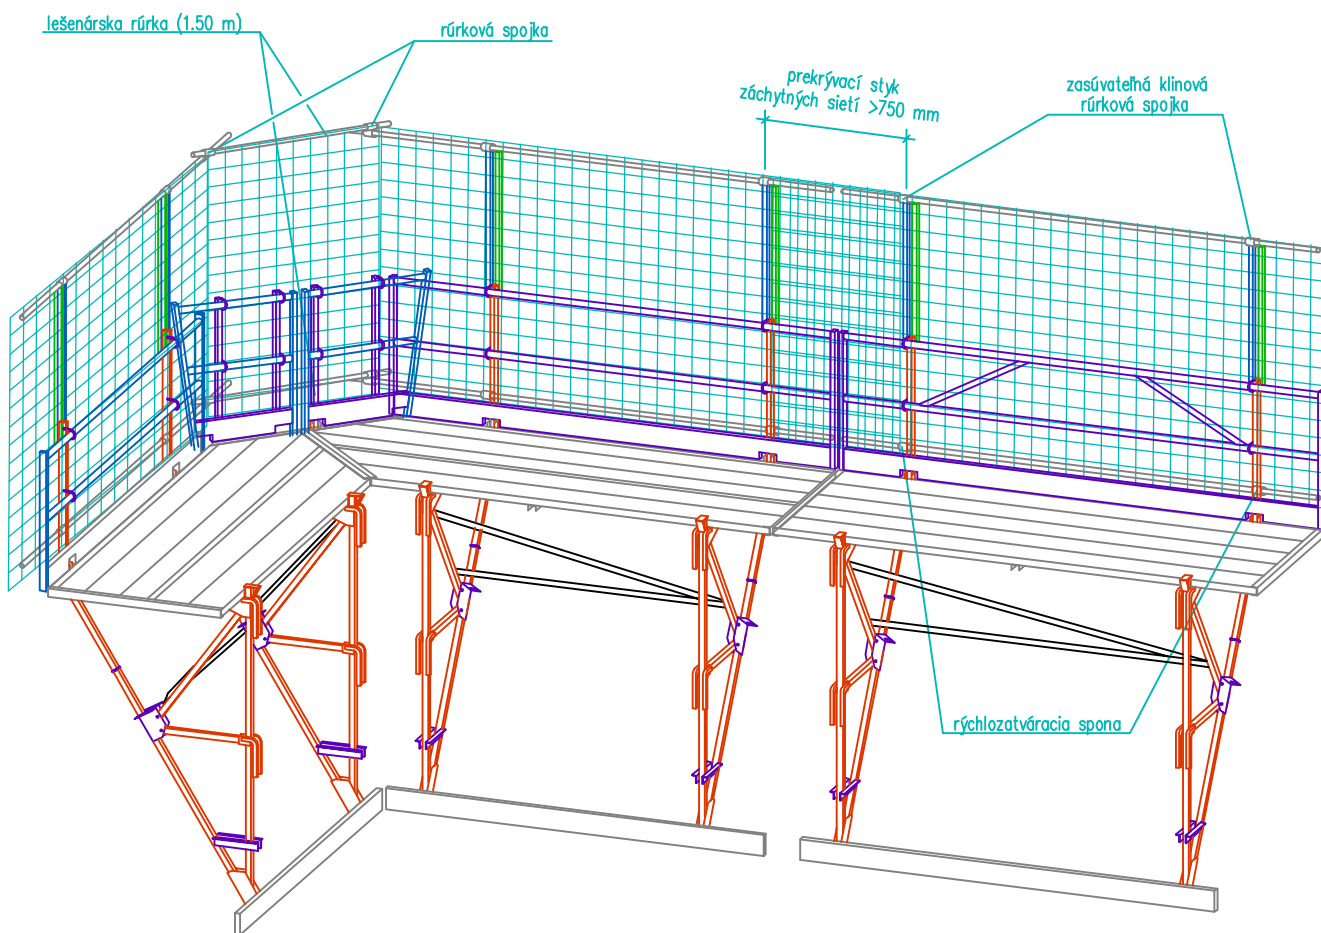 lešenárska rúrka (1.50 m)
rúrková spojka
prekrývací styk
záchytných sietí >750 mm
zasúvateľná klinová
rúrková spojka
rýchlozatváracia spona